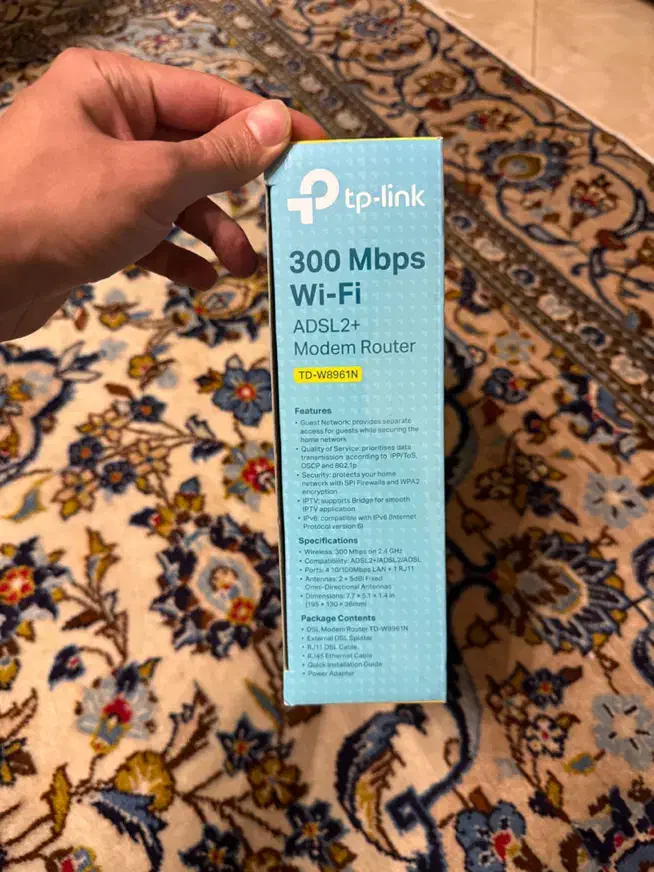 tp-link
300 Mbps
Wi-Fi
ADSL2+
Modem Router
TD-W8961N
Features
• Guest Network: provides separate
access for guests while securing the
home network
• Quality of Service: prioritises data
transmission according to IPP/ToS,
DSCP and 802.1p
• Security: protects your home
network with SPI Firewalls and WPA2
encryption
• IPTV: supports Bridge for smooth
IPTV application
• IPv6: compatible with IPv6 (Internet
Protocol version 6)
Specifications
• Wireless: 300 Mbps on 2.4 GHz
• Compatibility: ADSL2+/ADSL2/ADSL
• Ports: 4 10/100Mbps LAN + 1 RJ11
• Antennas: 2 × 5dBi Fixed
Omni-Directional Antennas
• Dimensions: 7.7 × 5.1 × 1.4 in
(195 × 130 × 36mm)
Package Contents
• DSL Modem Router TD-W8961N
• External DSL Splitter
• RJ11 DSL Cable
• RJ45 Ethernet Cable
• Quick Installation Guide
• Power Adapter